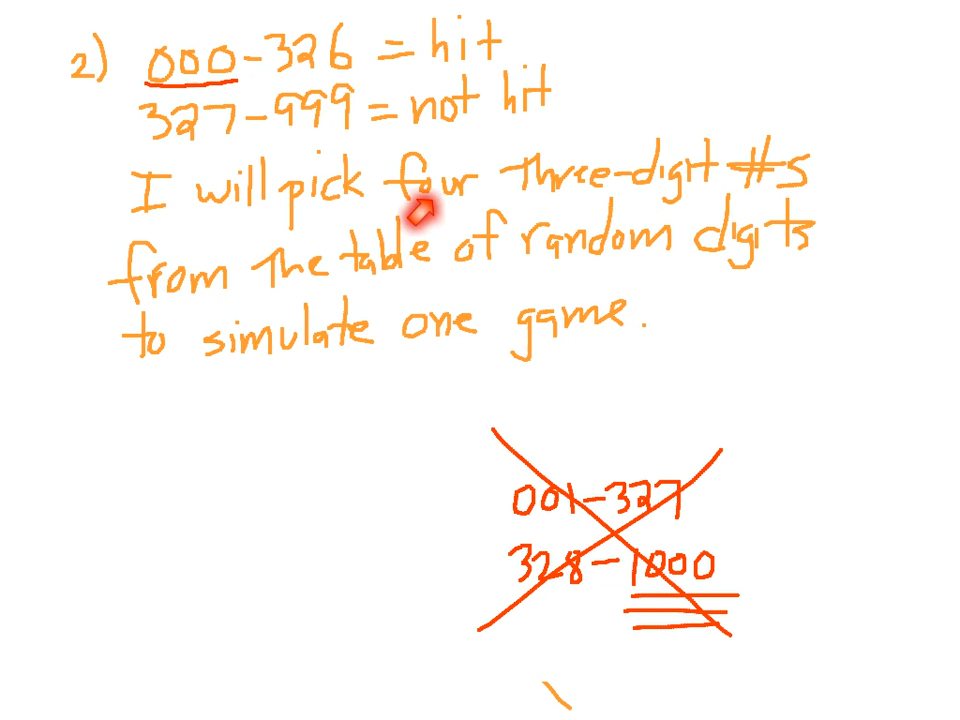 2) 000-326 = hit
327-999 = not hit
I will pick four three-digit #s
from the table of random digits
to simulate one game.
001-327
328-1000